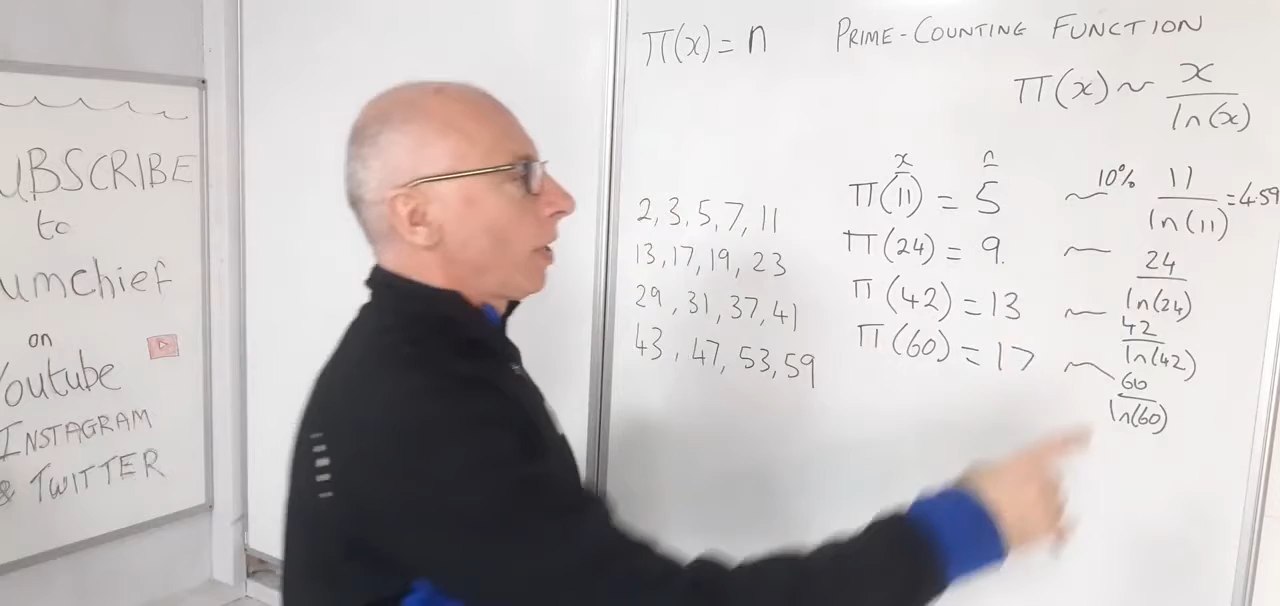 UBSCRIBE
to
umchief
on
Youtube
INSTAGRAM
& TWITTER
π(x) = n PRIME-COUNTING FUNCTION
π(x) ~ x / ln(x)
x n
π(11) = 5 ~ 10% 11 / ln(11) = 4.59
2, 3, 5, 7, 11
π(24) = 9. ~ 24 / ln(24)
13, 17, 19, 23
π(42) = 13 ~ 42 / ln(42)
29, 31, 37, 41
π(60) = 17 ~ 60 / ln(60)
43, 47, 53, 59